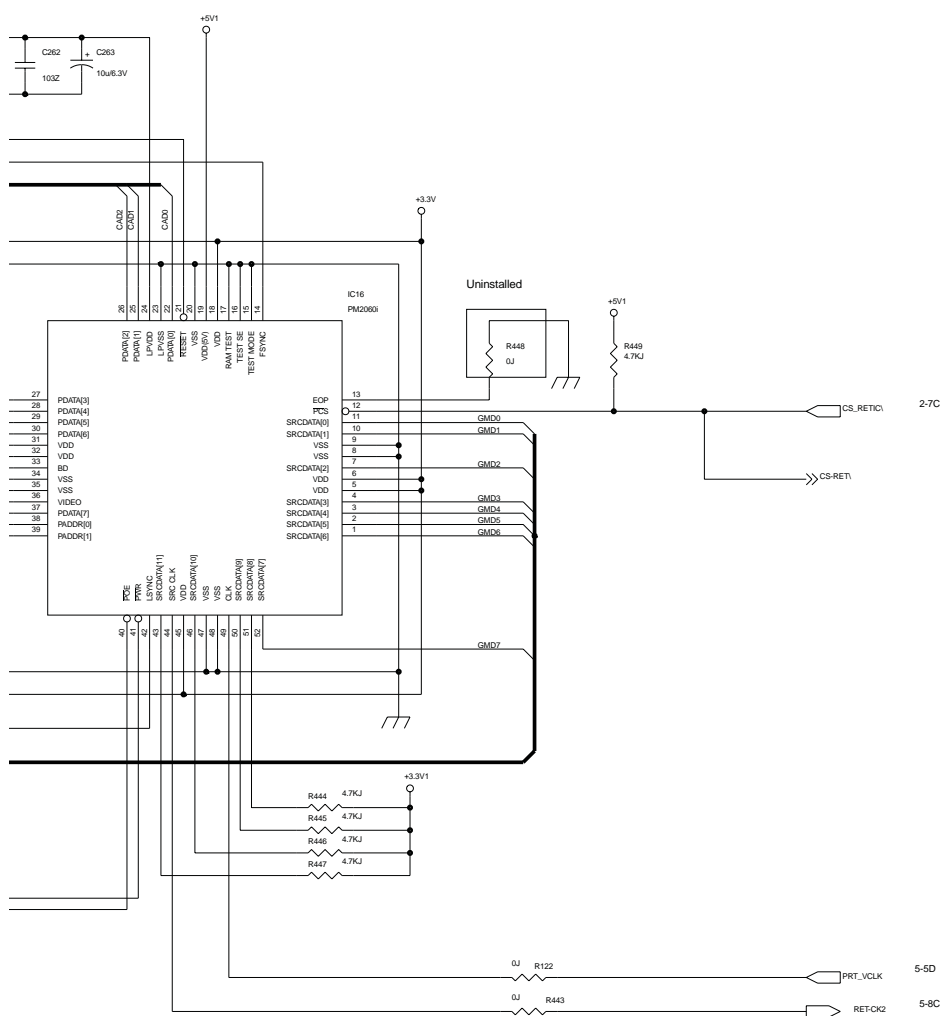 +5V1
C262
+
C263
103Z
10u/6.3V
CAD2
CAD1
CAD0
+3.3V
IC16
PM2060i
Uninstalled
+5V1
R448
0J
R449
4.7KJ
26
25
24
23
22
21
20
19
18
17
16
15
14
PDATA[2]
PDATA[1]
LPVDD
LPVSS
PDATA[0]
RESET
VSS
VDD(5V)
VDD
RAM TEST
TEST SE
TEST MODE
FSYNC
27 PDATA[3]
28 PDATA[4]
29 PDATA[5]
30 PDATA[6]
31 VDD
32 VDD
33 BD
34 VSS
35 VSS
36 VIDEO
37 PDATA[7]
38 PADDR[0]
39 PADDR[1]
EOP 13
PCS 12
SRCDATA[0] 11 GMD0
SRCDATA[1] 10 GMD1
VSS 9
VSS 8
SRCDATA[2] 7 GMD2
VDD 6
VDD 5
SRCDATA[3] 4 GMD3
SRCDATA[4] 3 GMD4
SRCDATA[5] 2 GMD5
SRCDATA[6] 1 GMD6
CS_RETIC\ 2-7C
CS-RET\
POE
PWR
LSYNC
SRCDATA[11]
SRC CLK
VDD
SRCDATA[10]
VSS
VSS
CLK
SRCDATA[9]
SRCDATA[8]
SRCDATA[7]
40
41
42
43
44
45
46
47
48
49
50
51
52
GMD7
+3.3V1
R444 4.7KJ
R445 4.7KJ
R446 4.7KJ
R447 4.7KJ
0J R122 PRT_VCLK 5-5D
0J R443 RET-CK2 5-8C